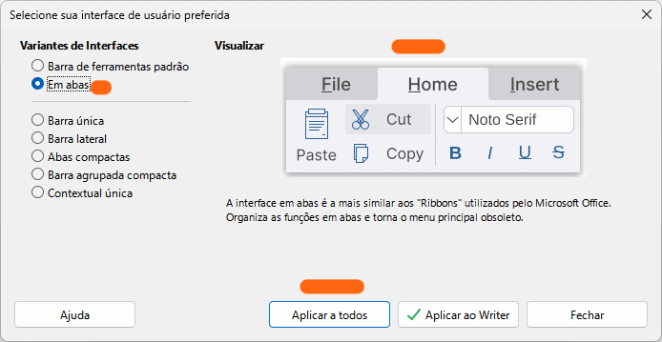 Selecione sua interface de usuário preferida
Variantes de Interfaces
Visualizar
Barra de ferramentas padrão
Em abas
Barra única
Barra lateral
Abas compactas
Barra agrupada compacta
Contextual única
File
Home
Insert
Cut
Noto Serif
Paste
Copy
B
I
U
S
A interface em abas é a mais similar aos "Ribbons" utilizados pelo Microsoft Office.
Organiza as funções em abas e torna o menu principal obsoleto.
Ajuda
Aplicar a todos
Aplicar ao Writer
Fechar